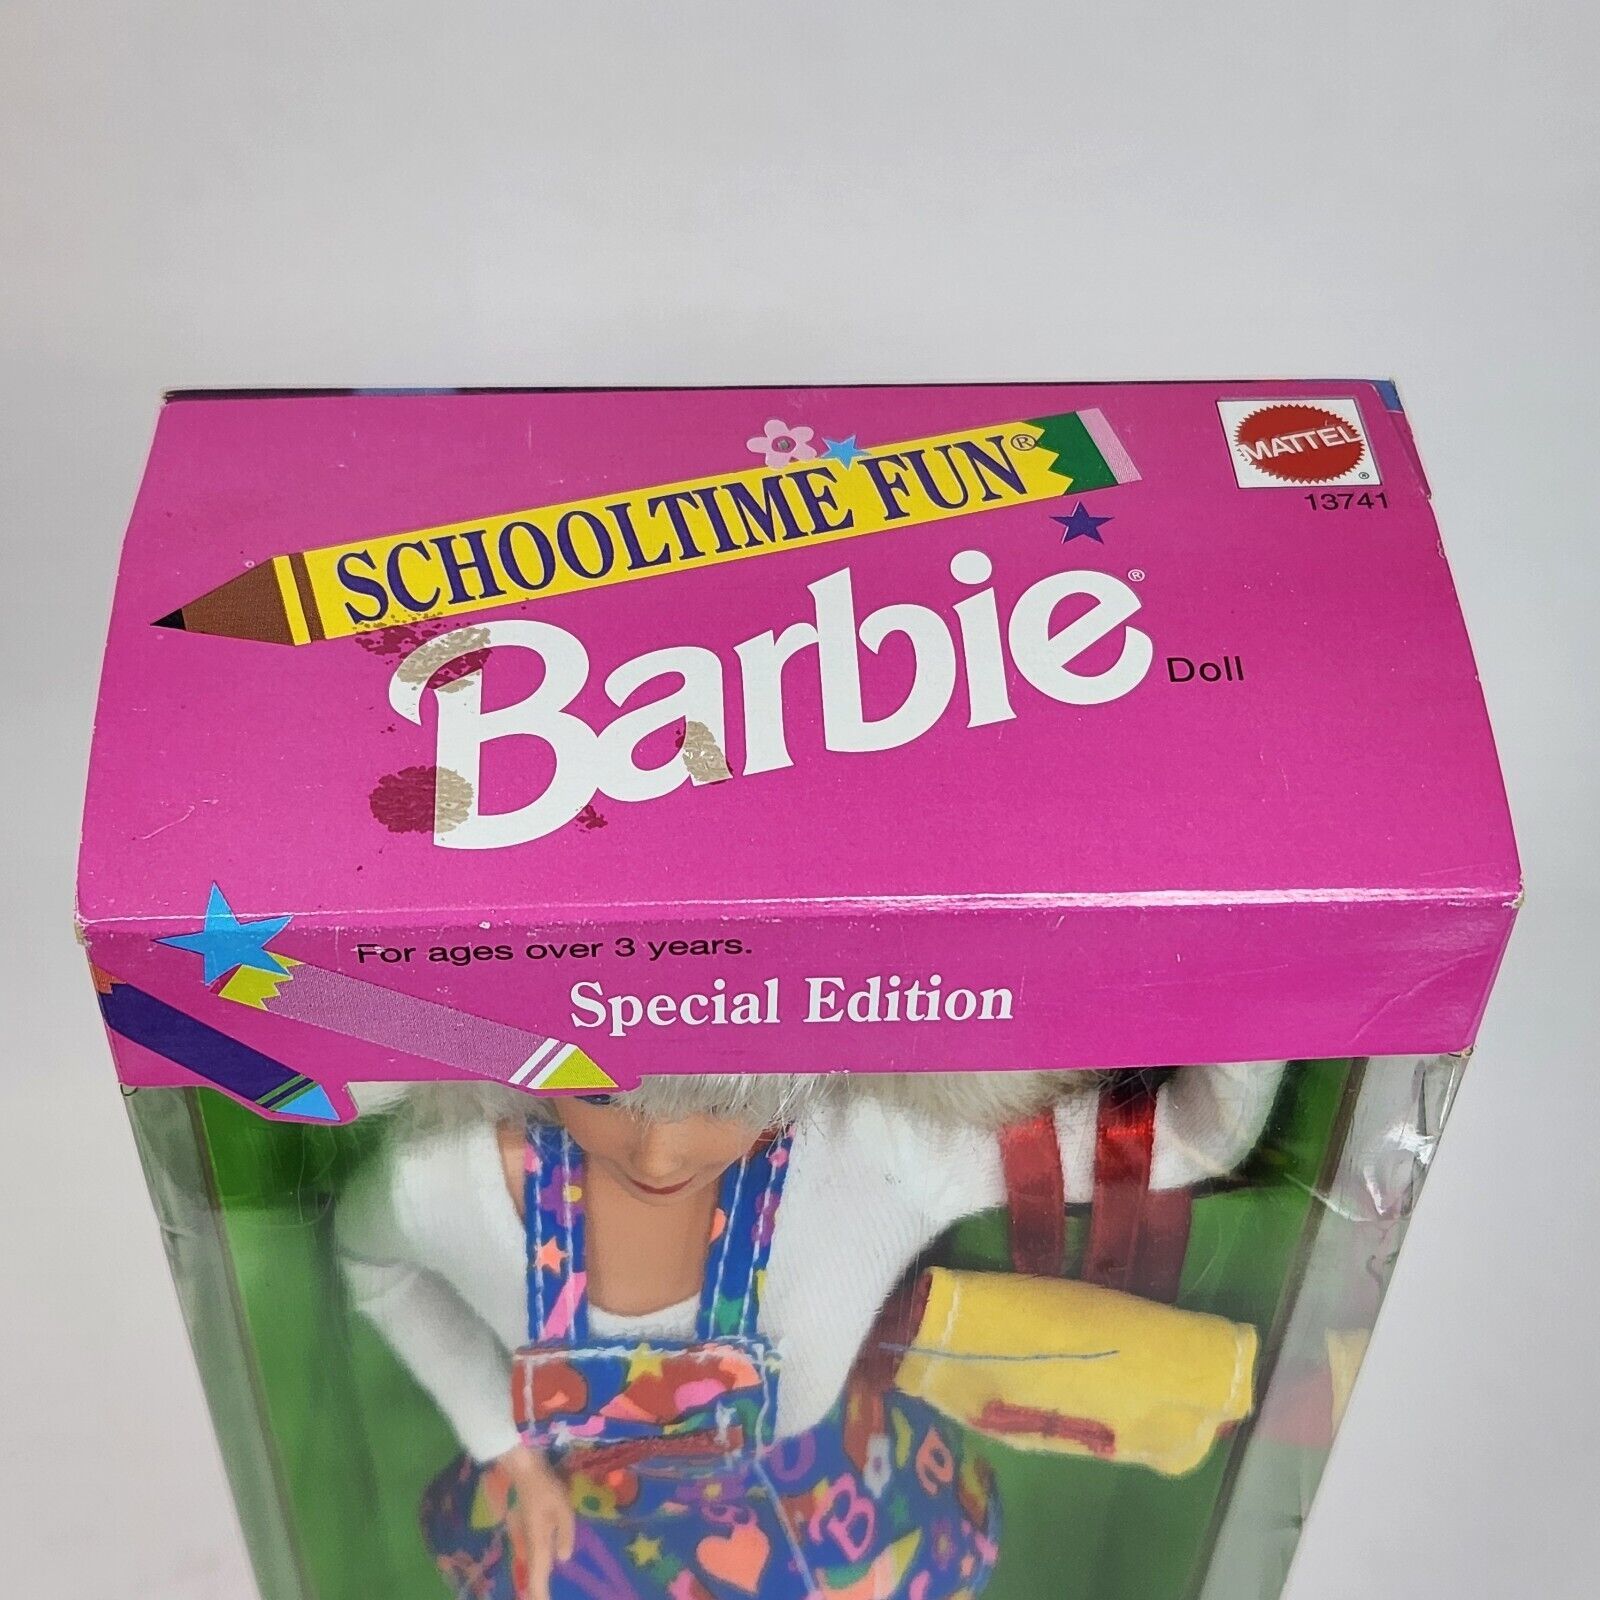 SCHOOLTIME FUN®
MATTEL®
13741
Barbie® Doll
For ages over 3 years.
Special Edition
B